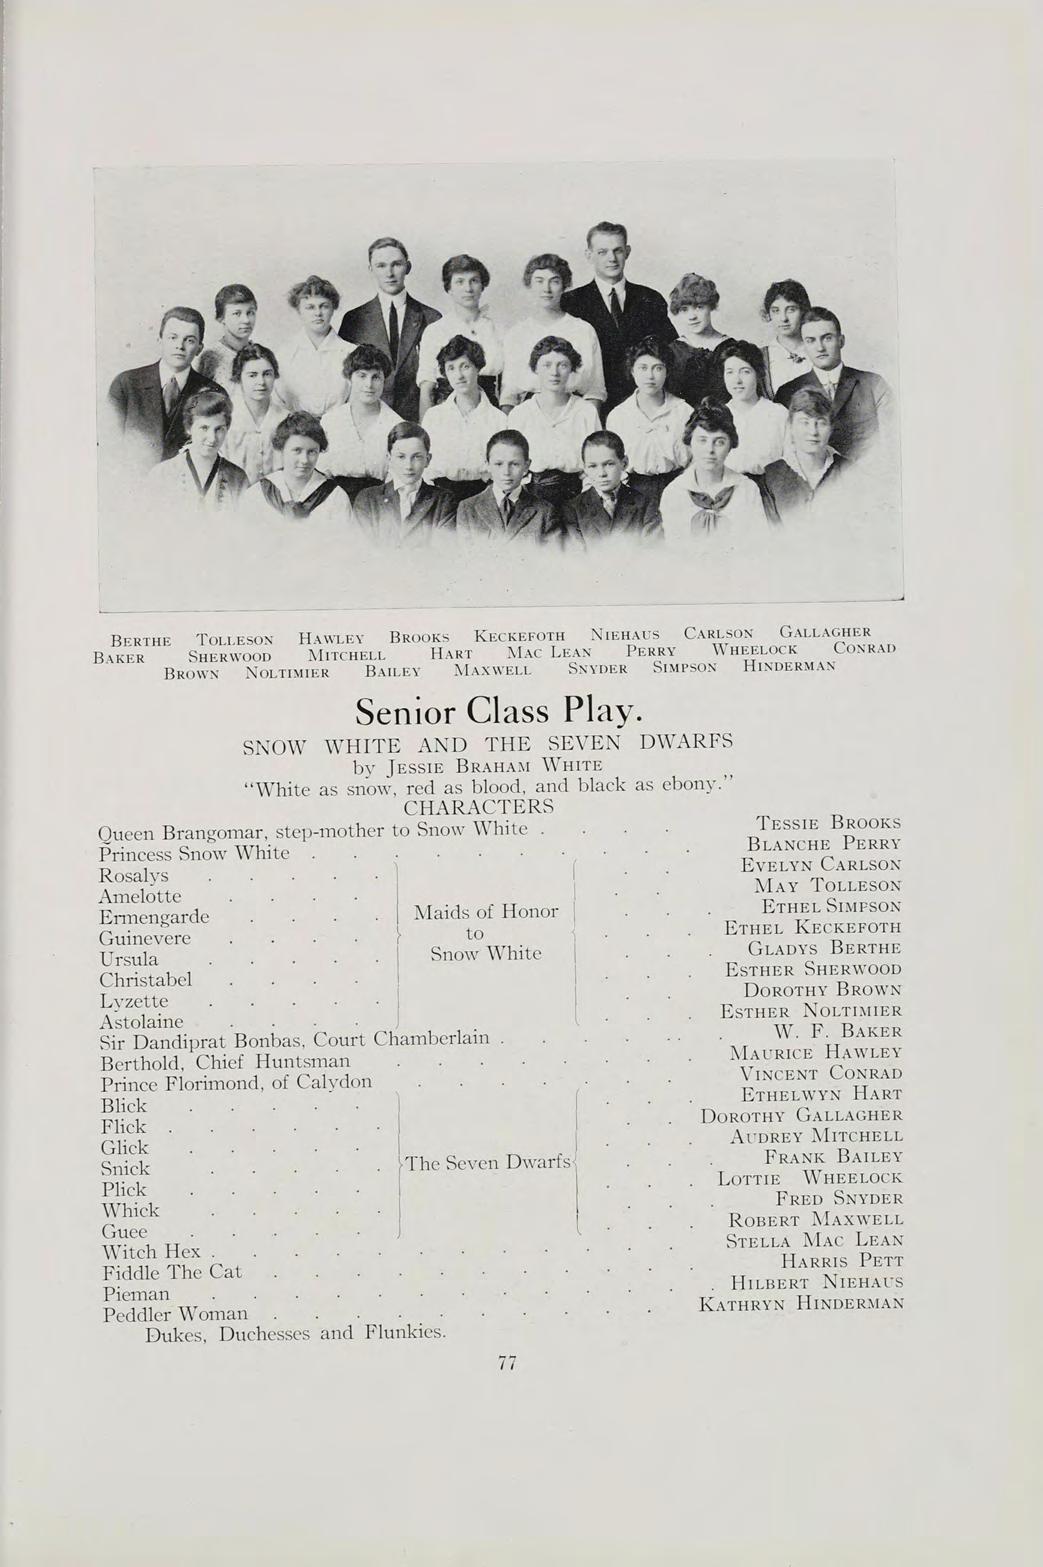 BERTHE TOLLESON HAWLEY BROOKS KECKEFOTH NIEHAUS CARLSON GALLAGHER
BAKER SHERWOOD MITCHELL HART MAC LEAN PERRY WHEELOCK CONRAD
BROWN NOLTIMIER BAILEY MAXWELL SNYDER SIMPSON HINDERMAN
Senior Class Play.
SNOW WHITE AND THE SEVEN DWARFS
by JESSIE BRAHAM WHITE
"White as snow, red as blood, and black as ebony."
CHARACTERS
Queen Brangomar, step-mother to Snow White . . . . TESSIE BROOKS
Princess Snow White . . . . . . . . . . BLANCHE PERRY
Rosalys . . . . . . . EVELYN CARLSON
Amelotte . . . . . . MAY TOLLESON
Ermengarde . . . . Maids of Honor . . . ETHEL SIMPSON
Guinevere . . . . to . . . ETHEL KECKEFOTH
Ursula . . . . . Snow White . . . GLADYS BERTHE
Christabel . . . . . . . ESTHER SHERWOOD
Lyzette . . . . . . . DOROTHY BROWN
Astolaine . . . . . . . ESTHER NOLTIMIER
Sir Dandiprat Bonbas, Court Chamberlain . . . . . . W. F. BAKER
Berthold, Chief Huntsman . . . . . . . . MAURICE HAWLEY
Prince Florimond, of Calydon . . . . . . . VINCENT CONRAD
Blick . . . . . . . . ETHELWYN HART
Flick . . . . . . . . DOROTHY GALLAGHER
Glick . . . . . . . . AUDREY MITCHELL
Snick . . . . . The Seven Dwarfs . . . FRANK BAILEY
Plick . . . . . . . . LOTTIE WHEELOCK
Whick . . . . . . . . FRED SNYDER
Guee . . . . . . . . ROBERT MAXWELL
Witch Hex . . . . . . . . . . . . STELLA MAC LEAN
Fiddle The Cat . . . . . . . . . . . HARRIS PETT
Pieman . . . . . . . . . . . . . HILBERT NIEHAUS
Peddler Woman . . . . . . . . . . KATHRYN HINDERMAN
Dukes, Duchesses and Flunkies.
77